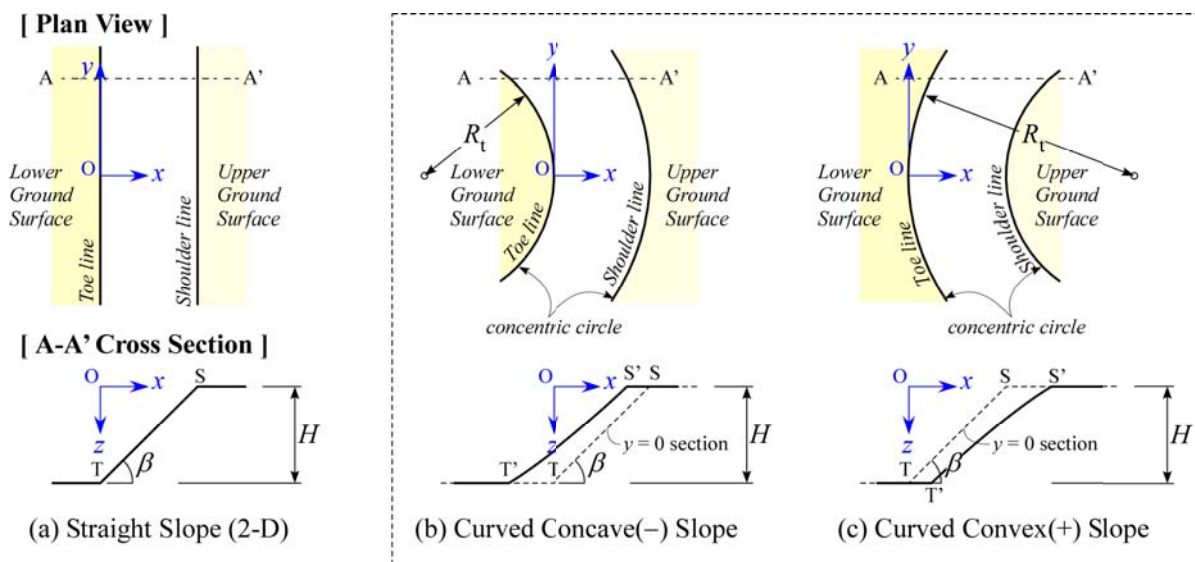 [ Plan View ]
y
A
A'
O
x
Lower
Ground
Surface
Upper
Ground
Surface
Toe line
Shoulder line
y
A
A'
R_t
O
x
Lower
Ground
Surface
Upper
Ground
Surface
Toe line
Shoulder line
concentric circle
y
A
A'
R_t
O
x
Lower
Ground
Surface
Upper
Ground
Surface
Toe line
Shoulder line
concentric circle
[ A-A’ Cross Section ]
O
x
S
z
T
β
H
O
x
S’
S
z
y = 0 section
T’
T
β
H
O
x
S
S’
z
y = 0 section
T
T’
β
H
(a) Straight Slope (2-D)
(b) Curved Concave(−) Slope
(c) Curved Convex(+) Slope